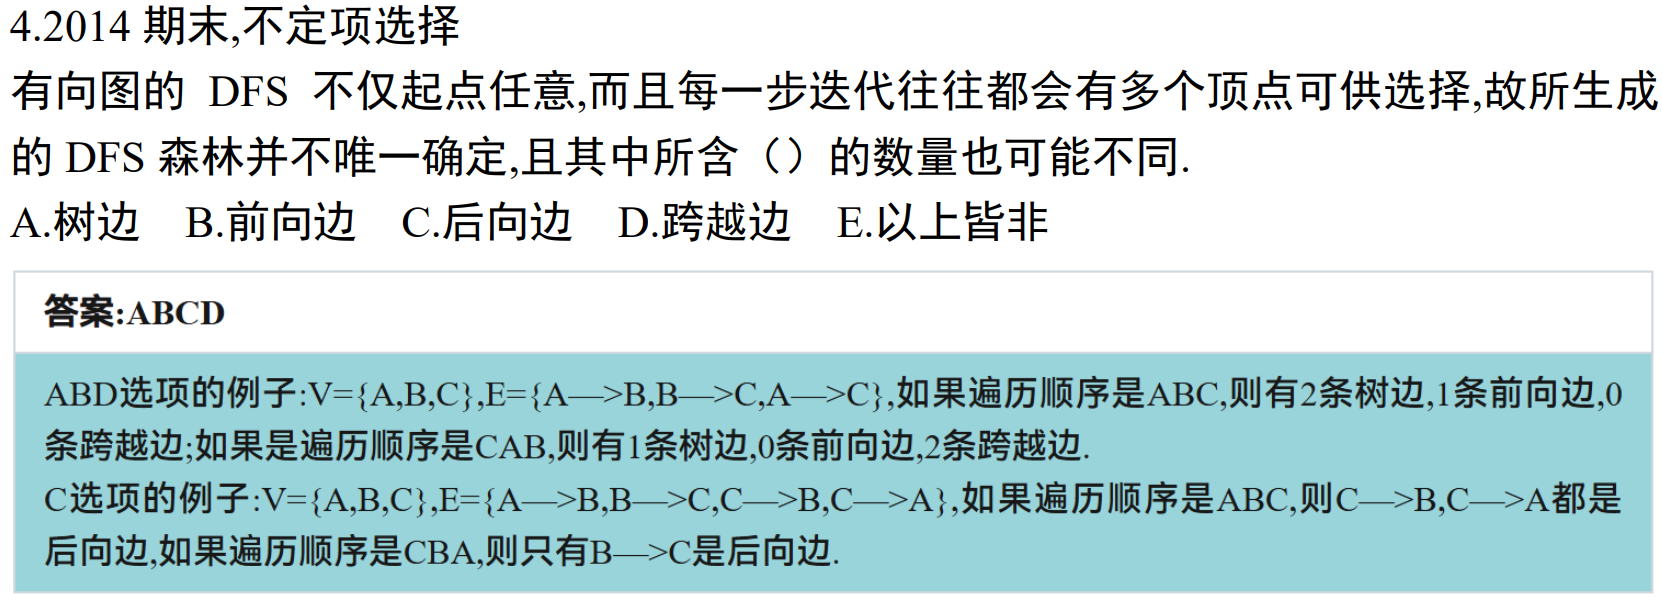 4.2014 期末,不定项选择
有向图的 DFS 不仅起点任意,而且每一步迭代往往都会有多个顶点可供选择,故所生成
的 DFS 森林并不唯一确定,且其中所含（）的数量也可能不同.
A.树边 B.前向边 C.后向边 D.跨越边 E.以上皆非
答案:ABCD
ABD选项的例子:V={A,B,C},E={A—>B,B—>C,A—>C},如果遍历顺序是ABC,则有2条树边,1条前向边,0
条跨越边;如果是遍历顺序是CAB,则有1条树边,0条前向边,2条跨越边.
C选项的例子:V={A,B,C},E={A—>B,B—>C,C—>B,C—>A},如果遍历顺序是ABC,则C—>B,C—>A都是
后向边,如果遍历顺序是CBA,则只有B—>C是后向边.